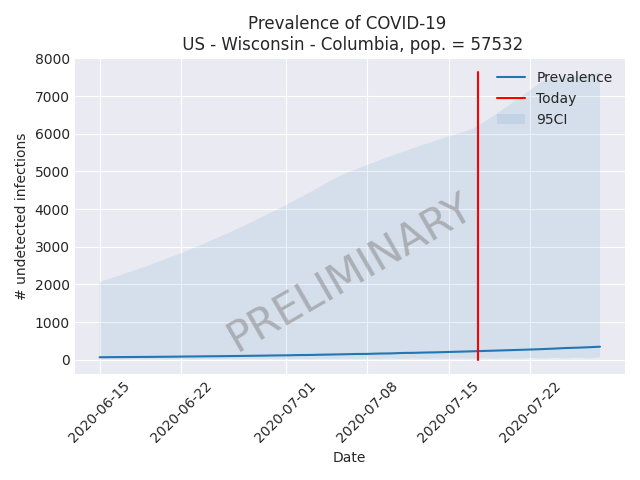 Prevalence of COVID-19
US - Wisconsin - Columbia, pop. = 57532
8000
7000
6000
5000
4000
3000
2000
1000
0
# undetected infections
Prevalence
Today
95CI
PRELIMINARY
2020-06-15
2020-06-22
2020-07-01
2020-07-08
2020-07-15
2020-07-22
Date